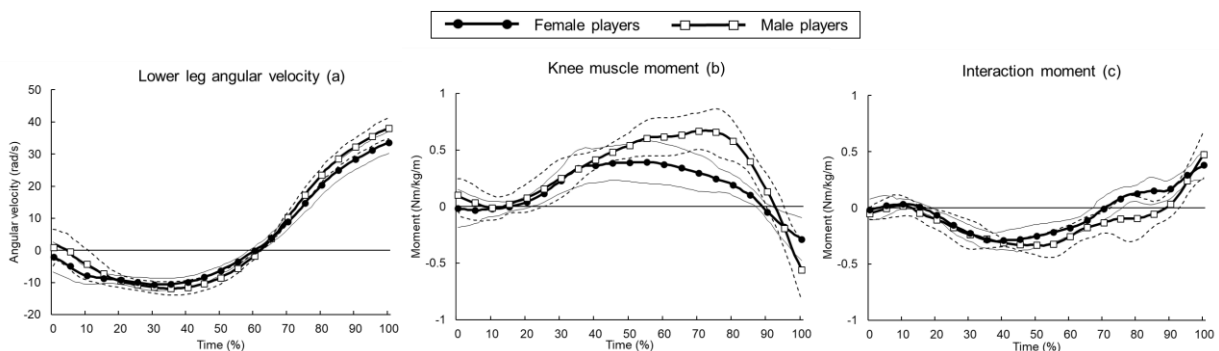 Female players
Male players
Lower leg angular velocity (a)
50
40
30
20
10
0
-10
-20
Angular velocity (rad/s)
0 10 20 30 40 50 60 70 80 90 100
Time (%)
Knee muscle moment (b)
1
0.5
0
-0.5
-1
Moment (Nm/kg/m)
0 10 20 30 40 50 60 70 80 90 100
Time (%)
Interaction moment (c)
1
0.5
0
-0.5
-1
Moment (Nm/kg/m)
0 10 20 30 40 50 60 70 80 90 100
Time (%)